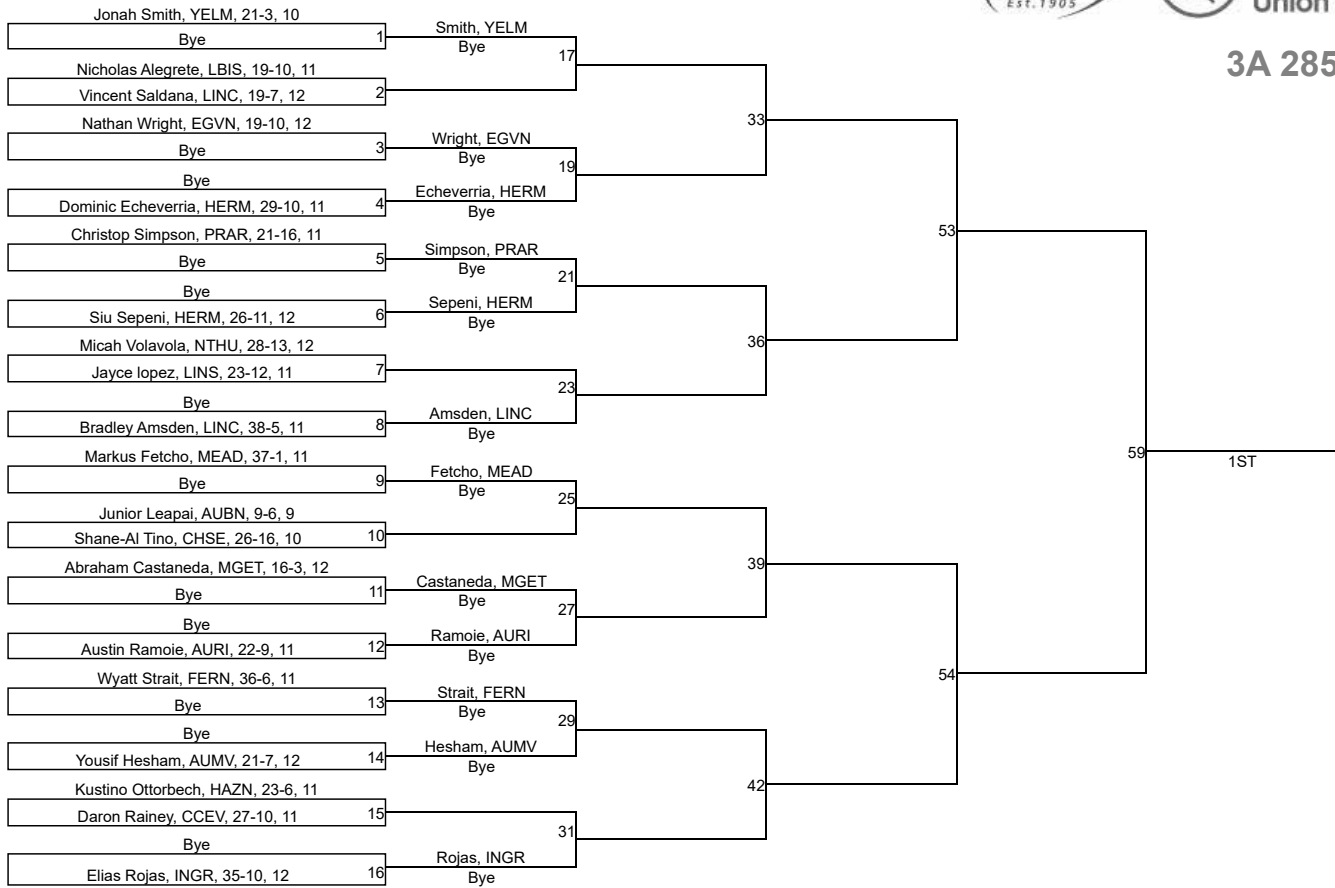 Est. 1905
Union
3A 285
Jonah Smith, YELM, 21-3, 10
Bye
1
Smith, YELM
Bye
17
Nicholas Alegrete, LBIS, 19-10, 11
Vincent Saldana, LINC, 19-7, 12
2
33
Nathan Wright, EGVN, 19-10, 12
Bye
3
Wright, EGVN
Bye
19
Bye
Dominic Echeverria, HERM, 29-10, 11
4
Echeverria, HERM
Bye
53
Christop Simpson, PRAR, 21-16, 11
Bye
5
Simpson, PRAR
Bye
21
Bye
Siu Sepeni, HERM, 26-11, 12
6
Sepeni, HERM
Bye
36
Micah Volavola, NTHU, 28-13, 12
Jayce lopez, LINS, 23-12, 11
7
23
Bye
Bradley Amsden, LINC, 38-5, 11
8
Amsden, LINC
Bye
59
1ST
Markus Fetcho, MEAD, 37-1, 11
Bye
9
Fetcho, MEAD
Bye
25
Junior Leapai, AUBN, 9-6, 9
Shane-Al Tino, CHSE, 26-16, 10
10
39
Abraham Castaneda, MGET, 16-3, 12
Bye
11
Castaneda, MGET
Bye
27
Bye
Austin Ramoie, AURI, 22-9, 11
12
Ramoie, AURI
Bye
54
Wyatt Strait, FERN, 36-6, 11
Bye
13
Strait, FERN
Bye
29
Bye
Yousif Hesham, AUMV, 21-7, 12
14
Hesham, AUMV
Bye
42
Kustino Ottorbech, HAZN, 23-6, 11
Daron Rainey, CCEV, 27-10, 11
15
31
Bye
Elias Rojas, INGR, 35-10, 12
16
Rojas, INGR
Bye